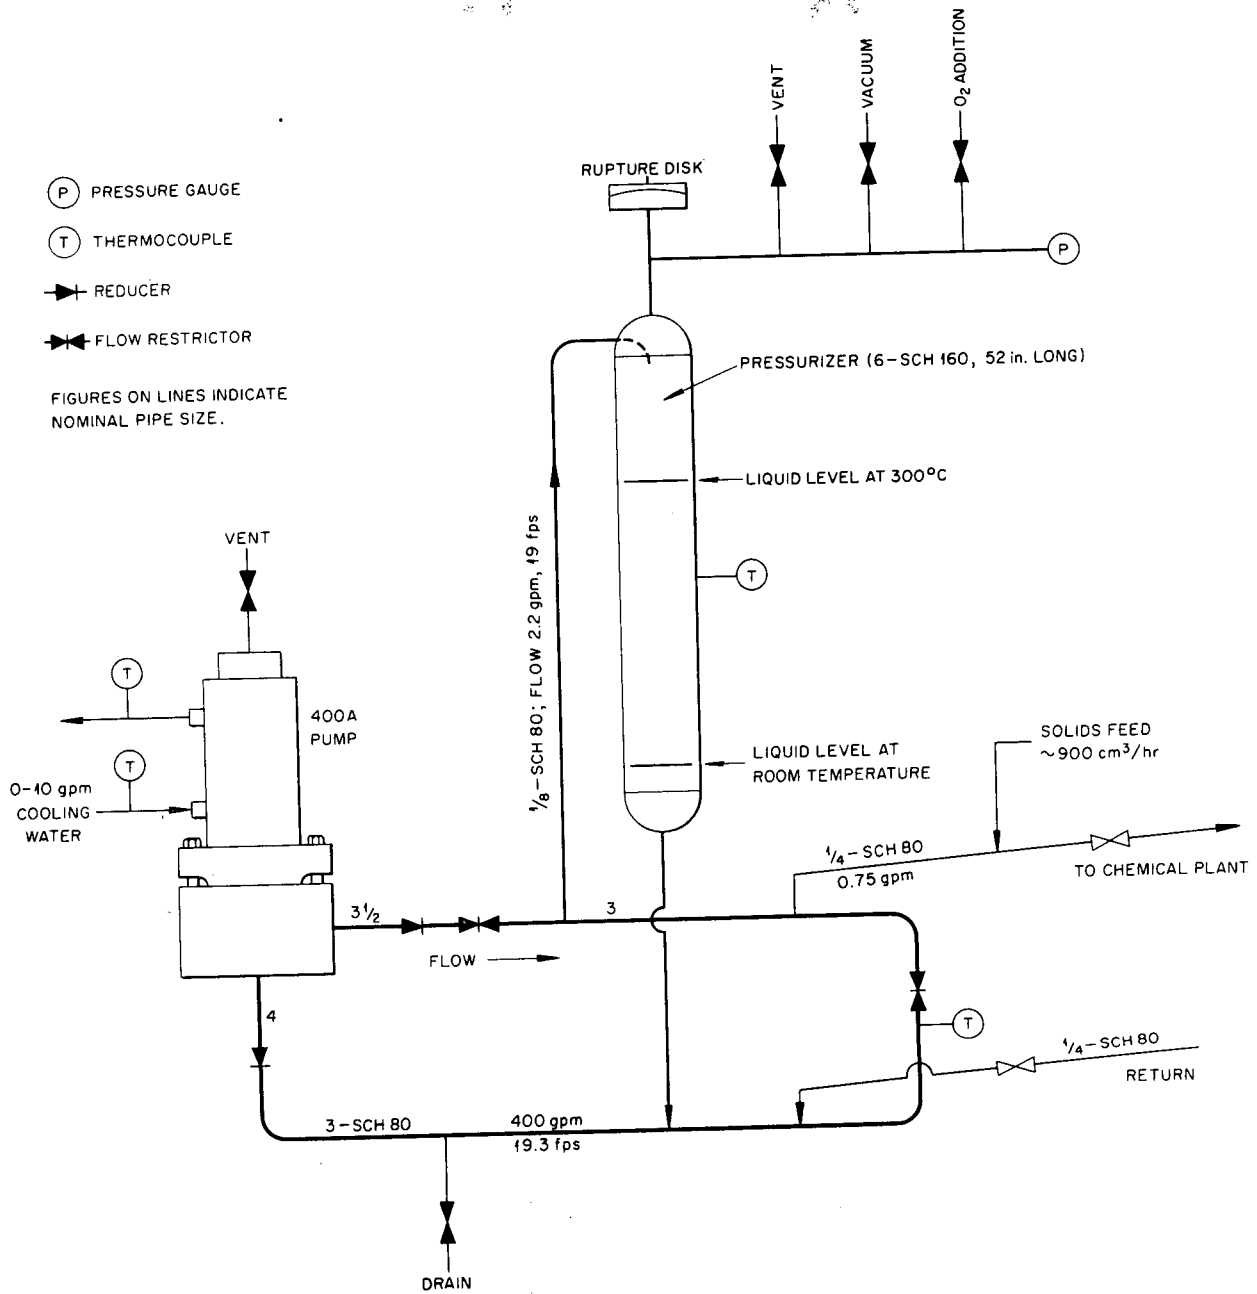 VENT
VACUUM
O₂ ADDITION
RUPTURE DISK
P PRESSURE GAUGE
T THERMOCOUPLE
REDUCER
FLOW RESTRICTOR
FIGURES ON LINES INDICATE
NOMINAL PIPE SIZE.
P
PRESSURIZER (6-SCH 160, 52 in. LONG)
LIQUID LEVEL AT 300°C
1/8-SCH 80; FLOW 2.2 gpm, 19 fps
T
VENT
T
400A
PUMP
T
0-10 gpm
COOLING
WATER
LIQUID LEVEL AT
ROOM TEMPERATURE
SOLIDS FEED
~900 cm³/hr
1/4-SCH 80
0.75 gpm
TO CHEMICAL PLANT
3 1/2
3
FLOW
4
T
1/4-SCH 80
RETURN
3-SCH 80
400 gpm
19.3 fps
DRAIN